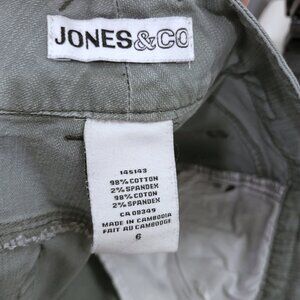 JONES&CO
145143
98% COTTON
2% SPANDEX
98% COTON
2% SPANDEX
CA 09349
MADE IN CAMBODIA
FAIT AU CAMBODGE
6